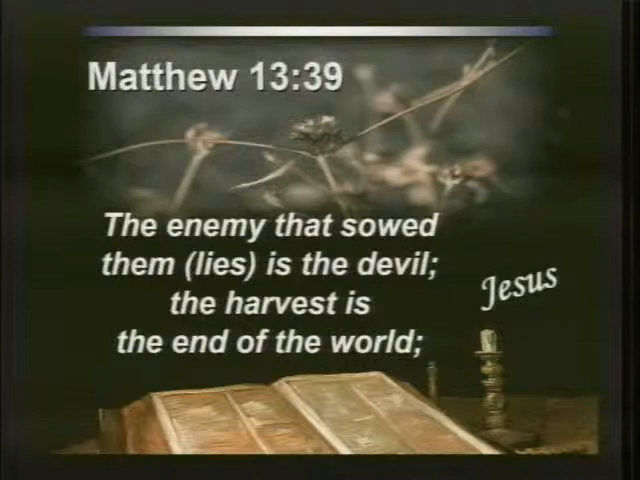 Matthew 13:39
The enemy that sowed
them (lies) is the devil;
the harvest is
the end of the world;
Jesus